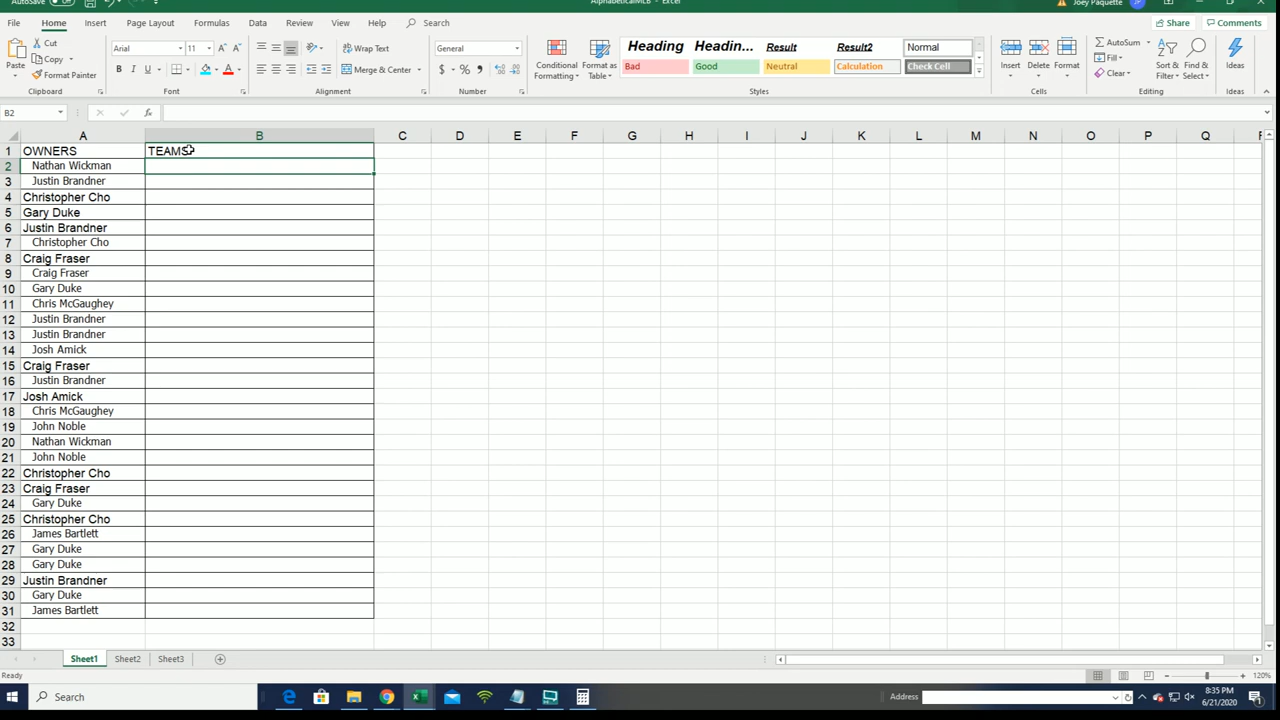 AutoSave Off AlphabeticalMLB - Excel Joey Paquette JP
File Home Insert Page Layout Formulas Data Review View Help Search Share Comments
Paste Cut Copy Format Painter Clipboard
Arial 11 A A B I U A Font
Wrap Text Merge & Center Alignment
General $ % , Number
Conditional Formatting Format as Table
Heading Headin... Result Result2 Normal
Bad Good Neutral Calculation Check Cell
Styles
Insert Delete Format Cells
AutoSum Fill Clear Sort & Filter Find & Select Editing
Ideas Ideas
B2 fx
A B C D E F G H I J K L M N O P Q
1 OWNERS TEAMS
2 Nathan Wickman
3 Justin Brandner
4 Christopher Cho
5 Gary Duke
6 Justin Brandner
7 Christopher Cho
8 Craig Fraser
9 Craig Fraser
10 Gary Duke
11 Chris McGaughey
12 Justin Brandner
13 Justin Brandner
14 Josh Amick
15 Craig Fraser
16 Justin Brandner
17 Josh Amick
18 Chris McGaughey
19 John Noble
20 Nathan Wickman
21 John Noble
22 Christopher Cho
23 Craig Fraser
24 Gary Duke
25 Christopher Cho
26 James Bartlett
27 Gary Duke
28 Gary Duke
29 Justin Brandner
30 Gary Duke
31 James Bartlett
32
33
Sheet1 Sheet2 Sheet3
Ready 120%
Search Address 8:35 PM
6/21/2020